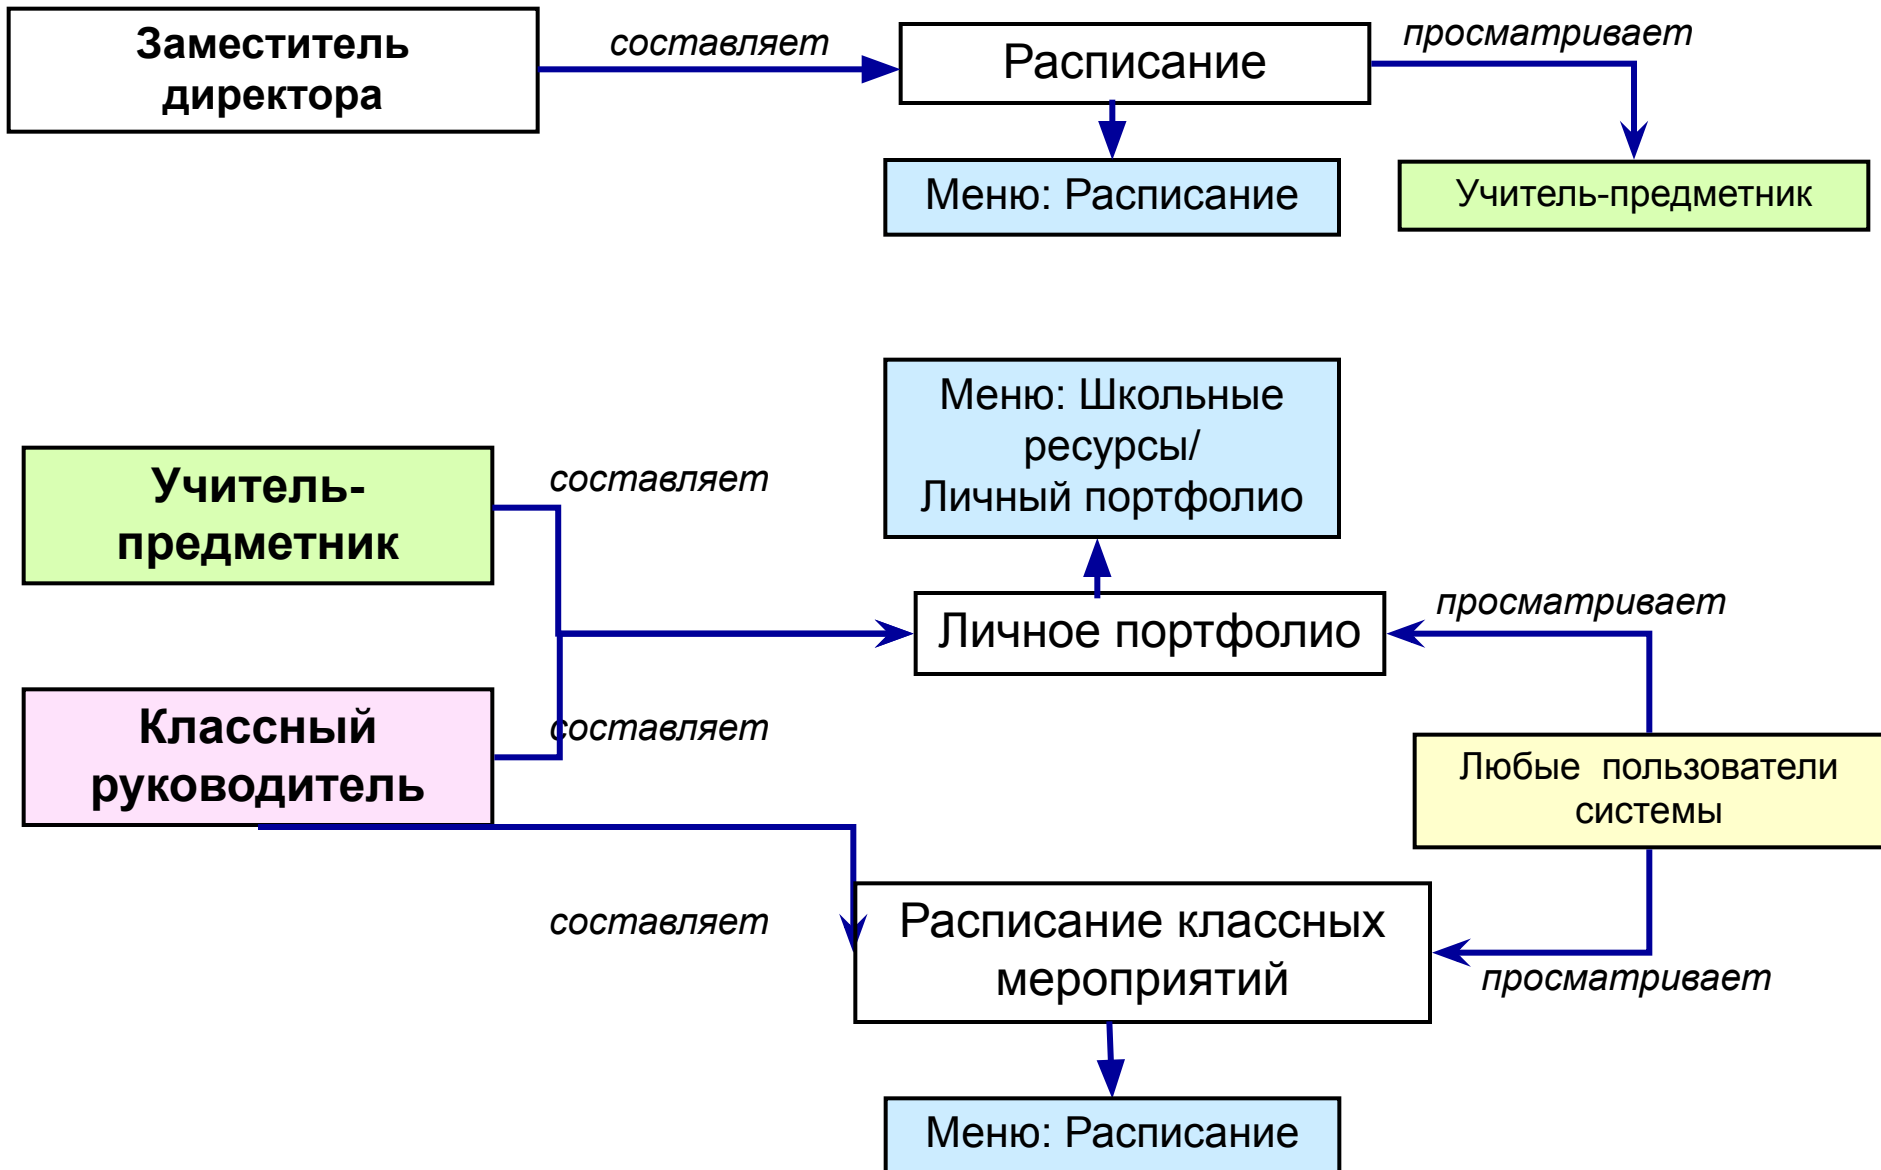 Заместитель
директора
составляет
Расписание
просматривает
Меню: Расписание
Учитель-предметник
Меню: Школьные
ресурсы/
Личный портфолио
Учитель-
предметник
составляет
Личное портфолио
просматривает
Классный
руководитель
составляет
Любые пользователи
системы
составляет
Расписание классных
мероприятий
просматривает
Меню: Расписание